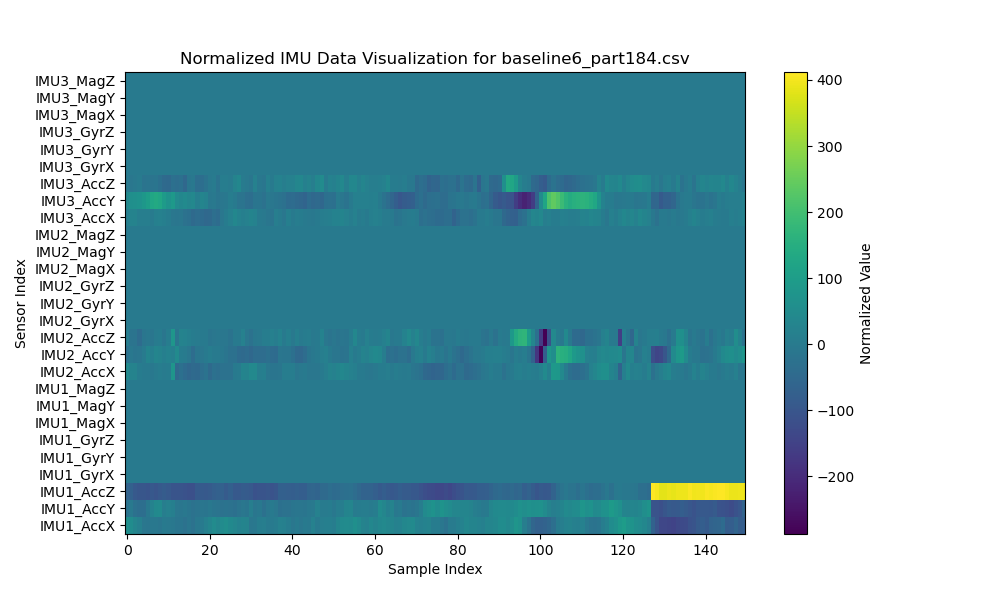 Normalized IMU Data Visualization for baseline6_part184.csv
IMU3_MagZ
IMU3_MagY
IMU3_MagX
IMU3_GyrZ
IMU3_GyrY
IMU3_GyrX
IMU3_AccZ
IMU3_AccY
IMU3_AccX
IMU2_MagZ
IMU2_MagY
IMU2_MagX
IMU2_GyrZ
IMU2_GyrY
IMU2_GyrX
IMU2_AccZ
IMU2_AccY
IMU2_AccX
IMU1_MagZ
IMU1_MagY
IMU1_MagX
IMU1_GyrZ
IMU1_GyrY
IMU1_GyrX
IMU1_AccZ
IMU1_AccY
IMU1_AccX
Sensor Index
0 20 40 60 80 100 120 140
Sample Index
400
300
200
100
0
−100
−200
Normalized Value